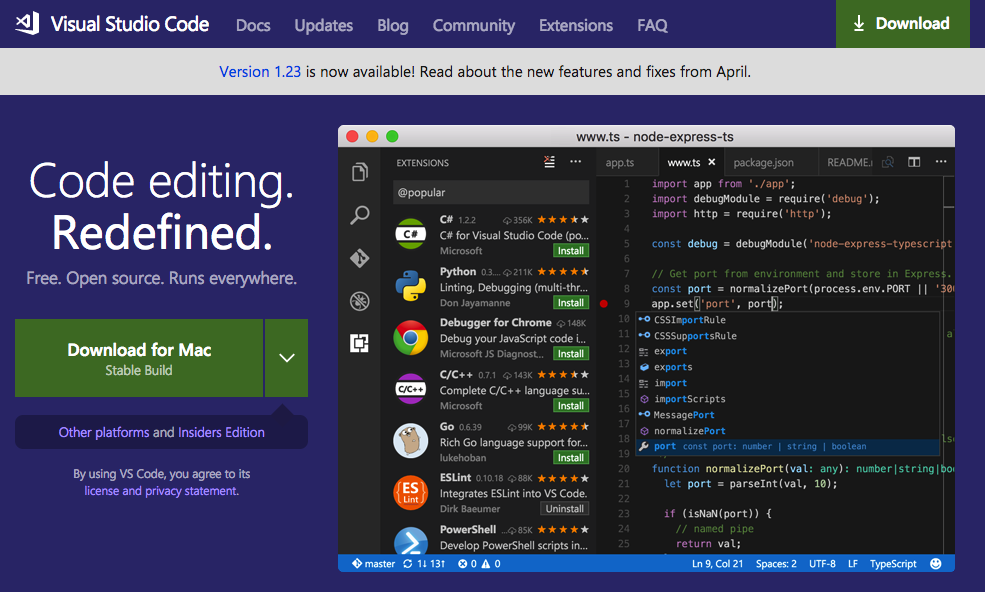 Visual Studio Code Docs Updates Blog Community Extensions FAQ Download
Version 1.23 is now available! Read about the new features and fixes from April.
Code editing.
Redefined.
Free. Open source. Runs everywhere.
Download for Mac
Stable Build
Other platforms and Insiders Edition
By using VS Code, you agree to its
license and privacy statement.
www.ts - node-express-ts
EXTENSIONS
@popular
C# 1.2.2 356K
C# for Visual Studio Code (po...
Microsoft Install
Python 0.3.... 211K
Linting, Debugging (multi-thr...
Don Jayamanne Install
Debugger for Chrome 148K
Debug your JavaScript code i...
Microsoft JS Diagnost... Install
C/C++ 0.7.1 143K
Complete C/C++ language su...
Microsoft Install
Go 0.6.39 99K
Rich Go language support for...
lukehoban Install
ESLint 0.10.18 88K
Integrates ESLint into VS Code.
Dirk Baeumer Uninstall
PowerShell ... 85K
Develop PowerShell scripts in...
C#
C/C++
ES
Lint
app.ts www.ts package.json README.
1 import app from './app';
2 import debugModule = require('debug');
3 import http = require('http');
4
5 const debug = debugModule('node-express-typescript
6
7 // Get port from environment and store in Express.
8 const port = normalizePort(process.env.PORT || '300
9 app.set('port', port);
10 CSSImportRule
11 CSSSupportsRule
12 export
13 exports
14 import
15 importScripts
16 MessagePort
17 normalizePort
18 port const port: number | string | boolean
19
20 function normalizePort(val: any): number|string|boo
21 let port = parseInt(val, 10);
22
23 if (isNaN(port)) {
24 // named pipe
25 return val;
master 1↓ 13↑ 0 0 Ln 9, Col 21 Spaces: 2 UTF-8 LF TypeScript